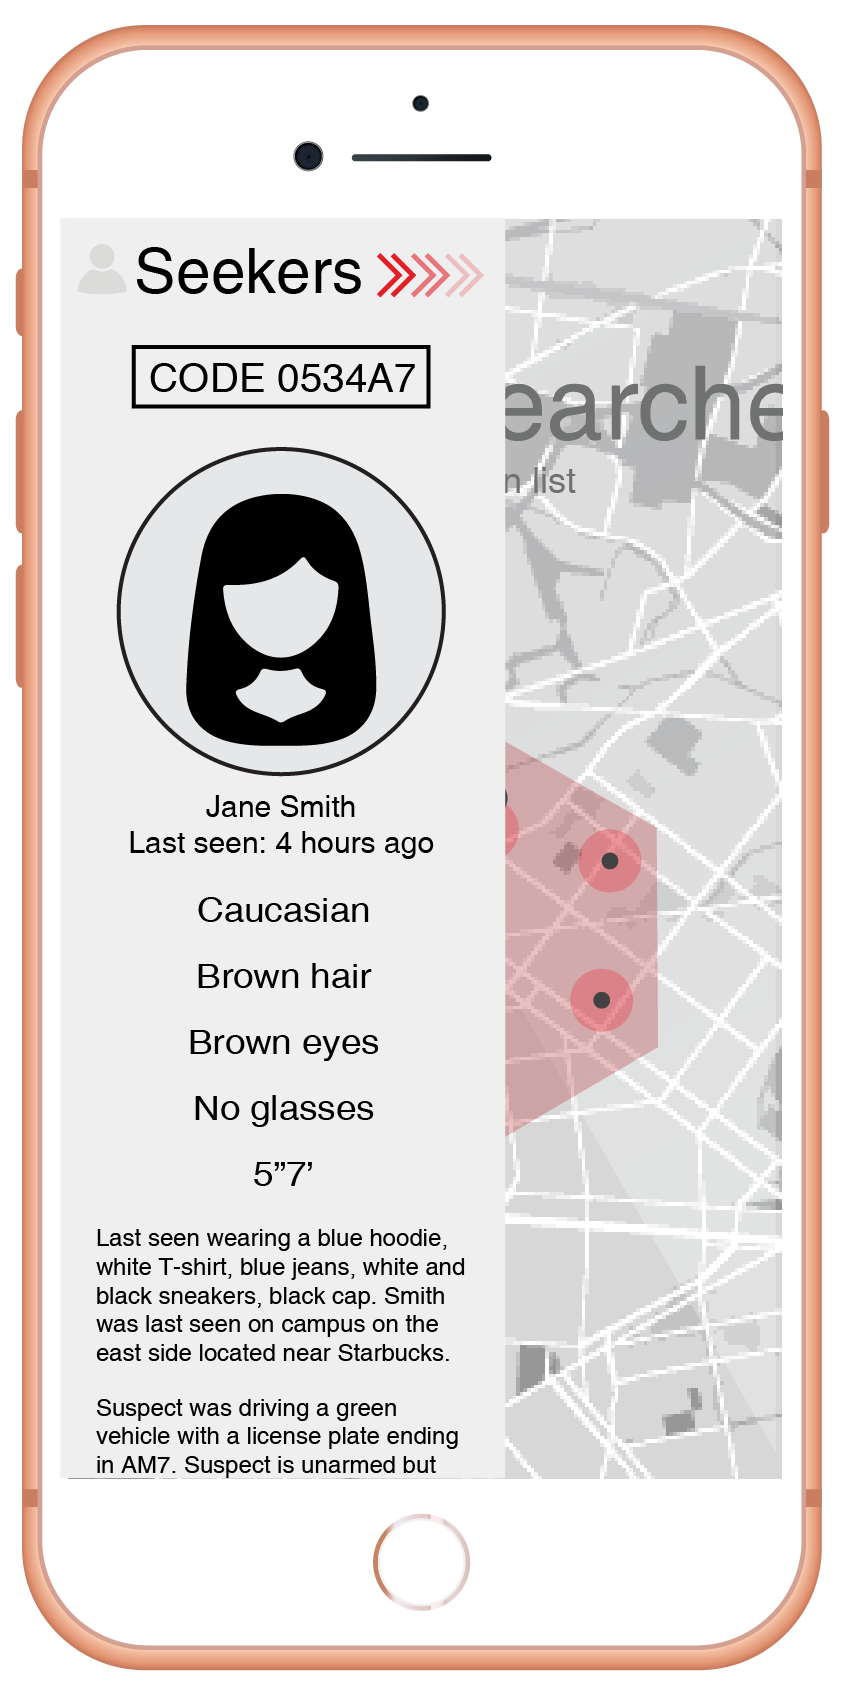 Seekers
CODE 0534A7
earche
n list
Jane Smith
Last seen: 4 hours ago
Caucasian
Brown hair
Brown eyes
No glasses
5”7’
Last seen wearing a blue hoodie,
white T-shirt, blue jeans, white and
black sneakers, black cap. Smith
was last seen on campus on the
east side located near Starbucks.
Suspect was driving a green
vehicle with a license plate ending
in AM7. Suspect is unarmed but